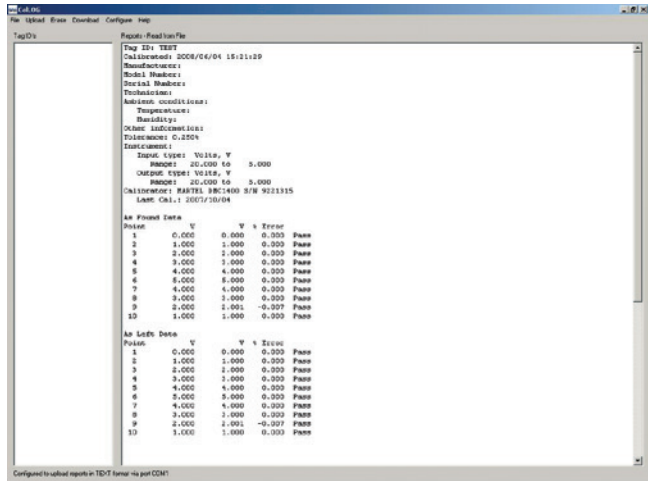 CalLOG
File Upload Erase Download Configure Help
Tag ID's
Reports - Read from File
Tag ID: TEST
Calibrated: 2008/06/04 15:21:29
Manufacturer:
Model Number:
Serial Number:
Technician:
Ambient conditions:
Temperature:
Humidity:
Other information:
Tolerance: 0.250%
Instrument:
Input type: Volts, V
Range: 20.000 to 5.000
Output type: Volts, V
Range: 20.000 to 5.000
Calibrator: MARTEL DMC1400 S/N 9221315
Last Cal.: 2007/10/04
As Found Data
Point V V % Error
1 0.000 0.000 0.000 Pass
2 1.000 1.000 0.000 Pass
3 2.000 2.000 0.000 Pass
4 3.000 3.000 0.000 Pass
5 4.000 4.000 0.000 Pass
6 5.000 5.000 0.000 Pass
7 4.000 4.000 0.000 Pass
8 3.000 3.000 0.000 Pass
9 2.000 2.001 -0.007 Pass
10 1.000 1.000 0.000 Pass
As Left Data
Point V V % Error
1 0.000 0.000 0.000 Pass
2 1.000 1.000 0.000 Pass
3 2.000 2.000 0.000 Pass
4 3.000 3.000 0.000 Pass
5 4.000 4.000 0.000 Pass
6 5.000 5.000 0.000 Pass
7 4.000 4.000 0.000 Pass
8 3.000 3.000 0.000 Pass
9 2.000 2.001 -0.007 Pass
10 1.000 1.000 0.000 Pass
Configured to upload reports in TEXT format via port COM1